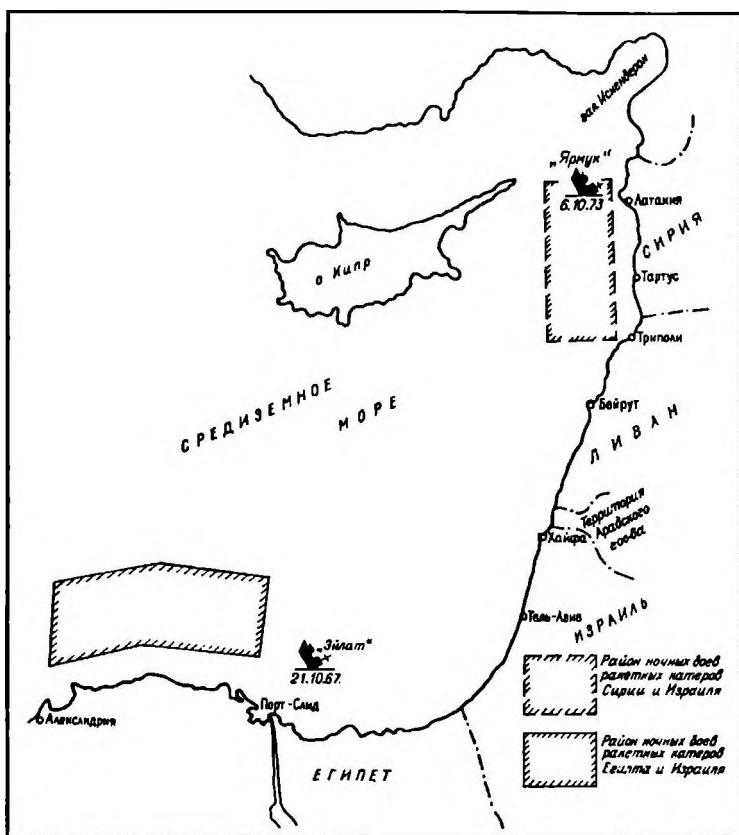 зал. Искендерон
„Ярмук“
6.10.73
Латакия
СИРИЯ
Тартус
о Кипр
Триполи
СРЕДИЗЕМНОЕ
МОРЕ
Бейрут
ЛИВАН
Территория
Арабского
гос-ва
Хайфа
Тель-Авив
ИЗРАИЛЬ
„Эйлат“
21.10.67.
Порт-Саид
Александрия
ЕГИПЕТ
Район ночных боев
ракетных катеров
Сирии и Израиля
Район ночных боев
ракетных катеров
Египта и Израиля